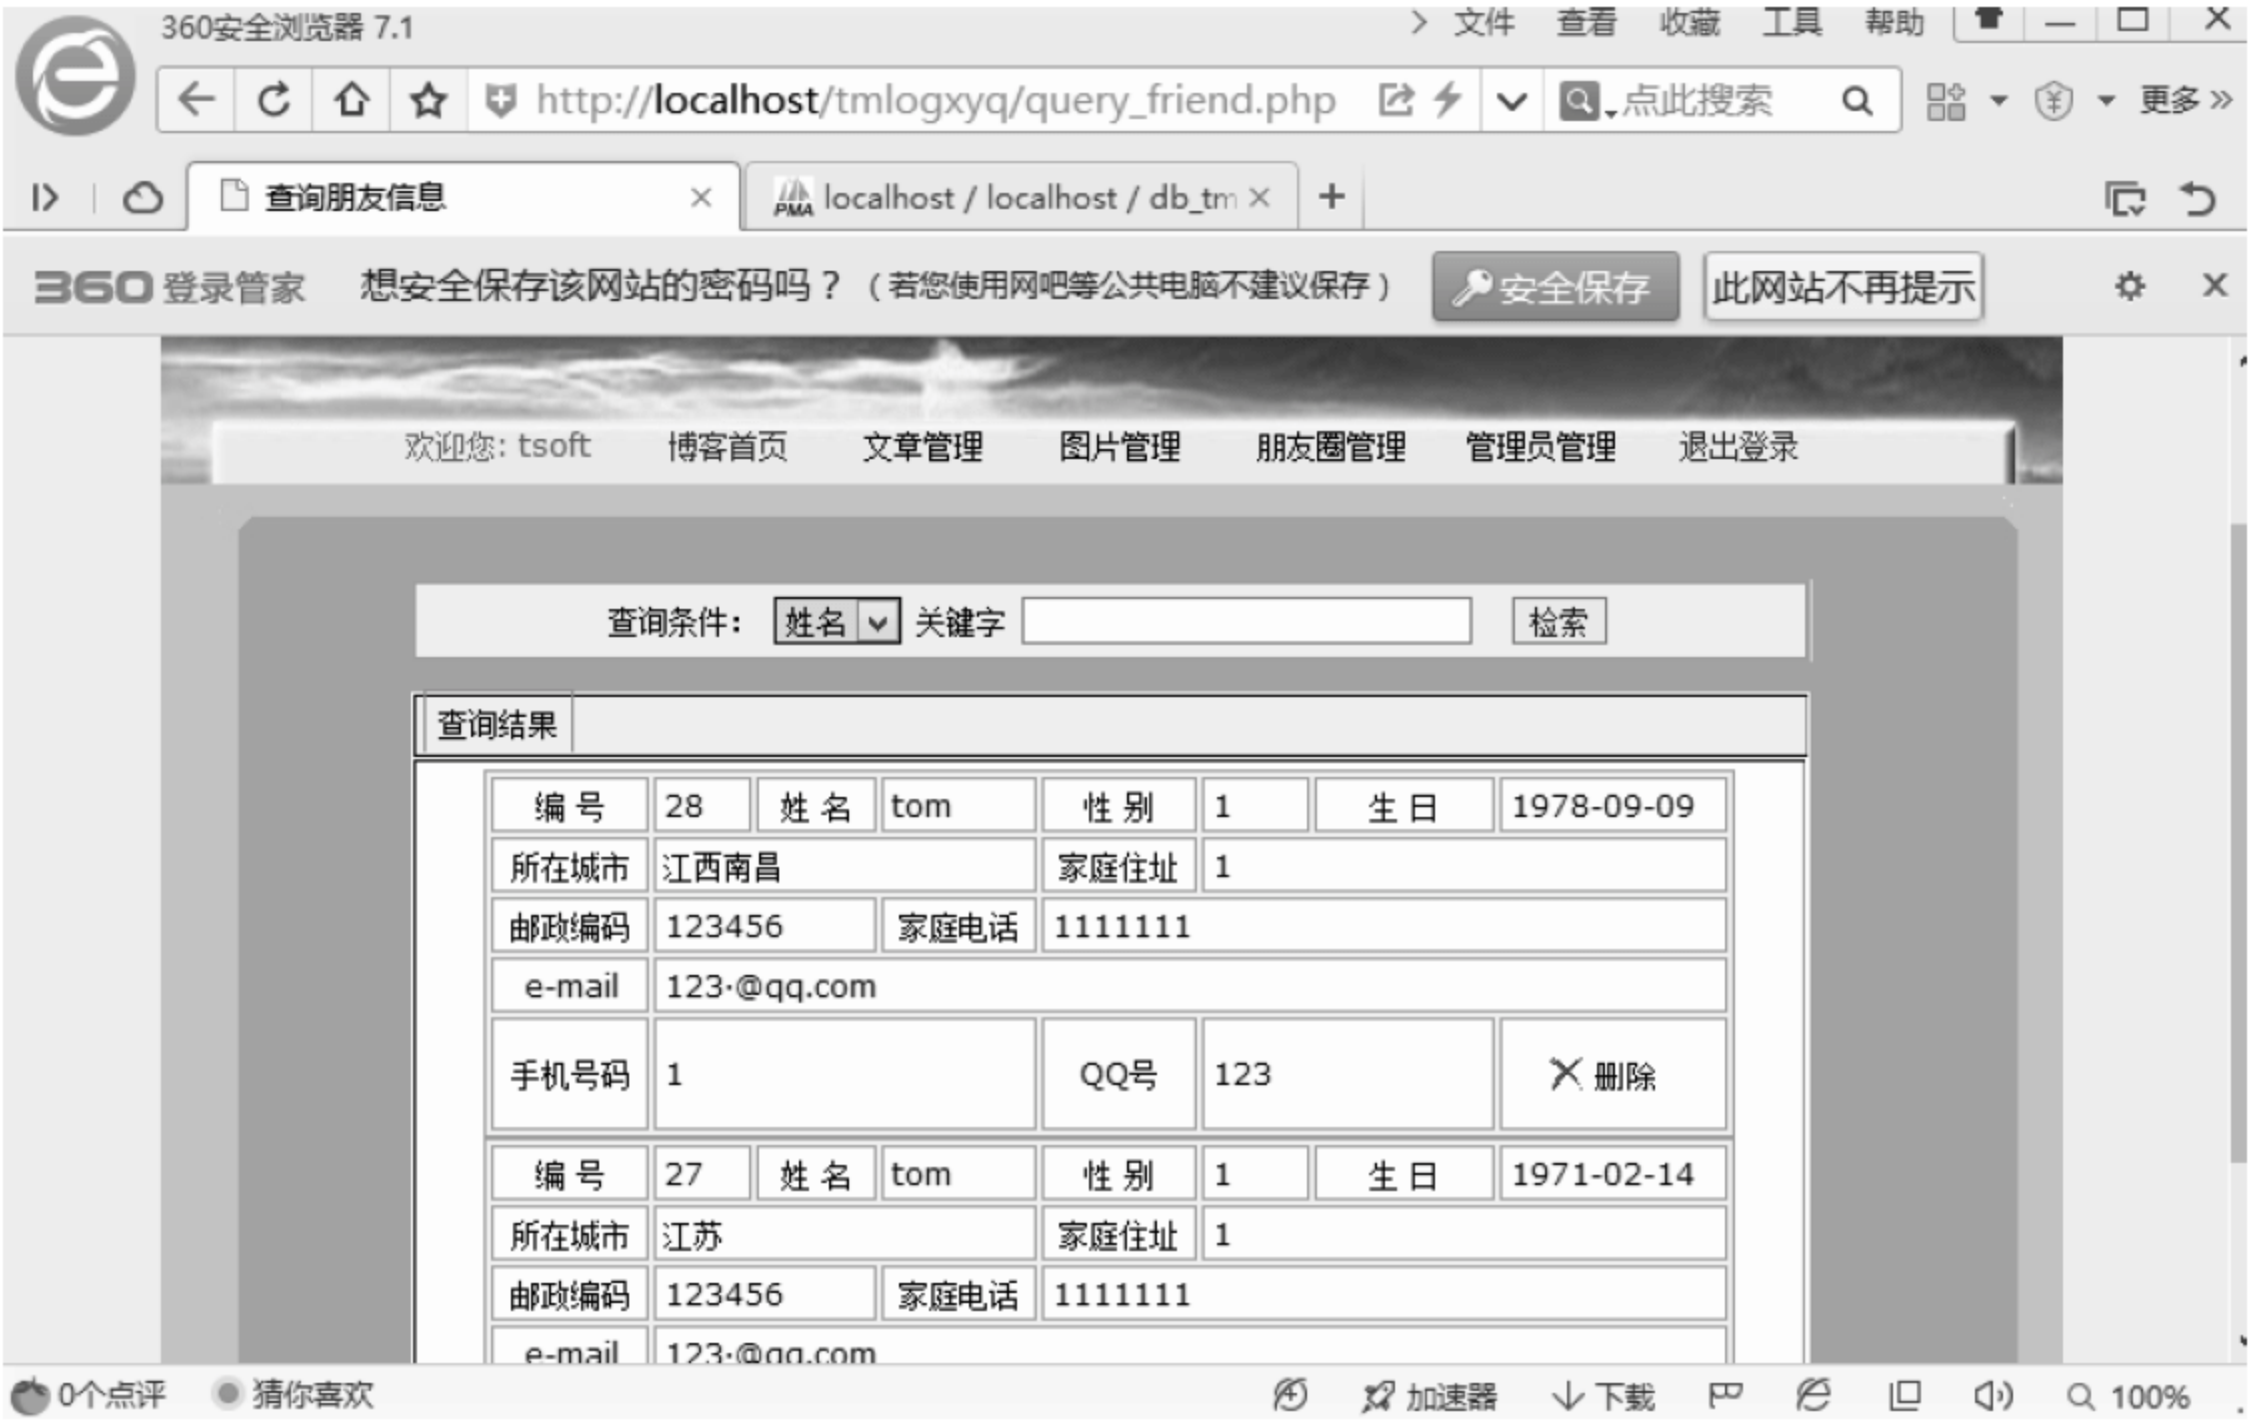 360安全浏览器 7.1
文件 查看 收藏 工具 帮助
http://localhost/tmlogxyq/query_friend.php 点此搜索 更多
查询朋友信息 localhost / localhost / db_tm
360登录管家 想安全保存该网站的密码吗？（若您使用网吧等公共电脑不建议保存） 安全保存 此网站不再提示
欢迎您: tsoft 博客首页 文章管理 图片管理 朋友圈管理 管理员管理 退出登录
查询条件： 姓名 关键字 检索
查询结果
编 号 28 姓 名 tom 性 别 1 生 日 1978-09-09
所在城市 江西南昌 家庭住址 1
邮政编码 123456 家庭电话 1111111
e-mail 123·@qq.com
手机号码 1 QQ号 123 删除
编 号 27 姓 名 tom 性 别 1 生 日 1971-02-14
所在城市 江苏 家庭住址 1
邮政编码 123456 家庭电话 1111111
e-mail 123·@qq.com
0个点评 猜你喜欢 加速器 下载 100%